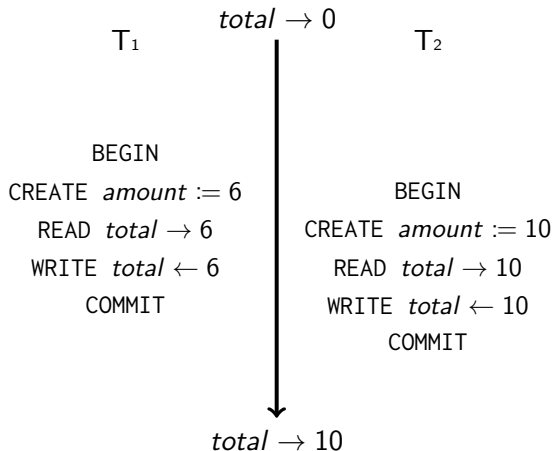 total → 0
T₁
T₂
BEGIN
CREATE amount := 6
READ total → 6
WRITE total ← 6
COMMIT
BEGIN
CREATE amount := 10
READ total → 10
WRITE total ← 10
COMMIT
total → 10